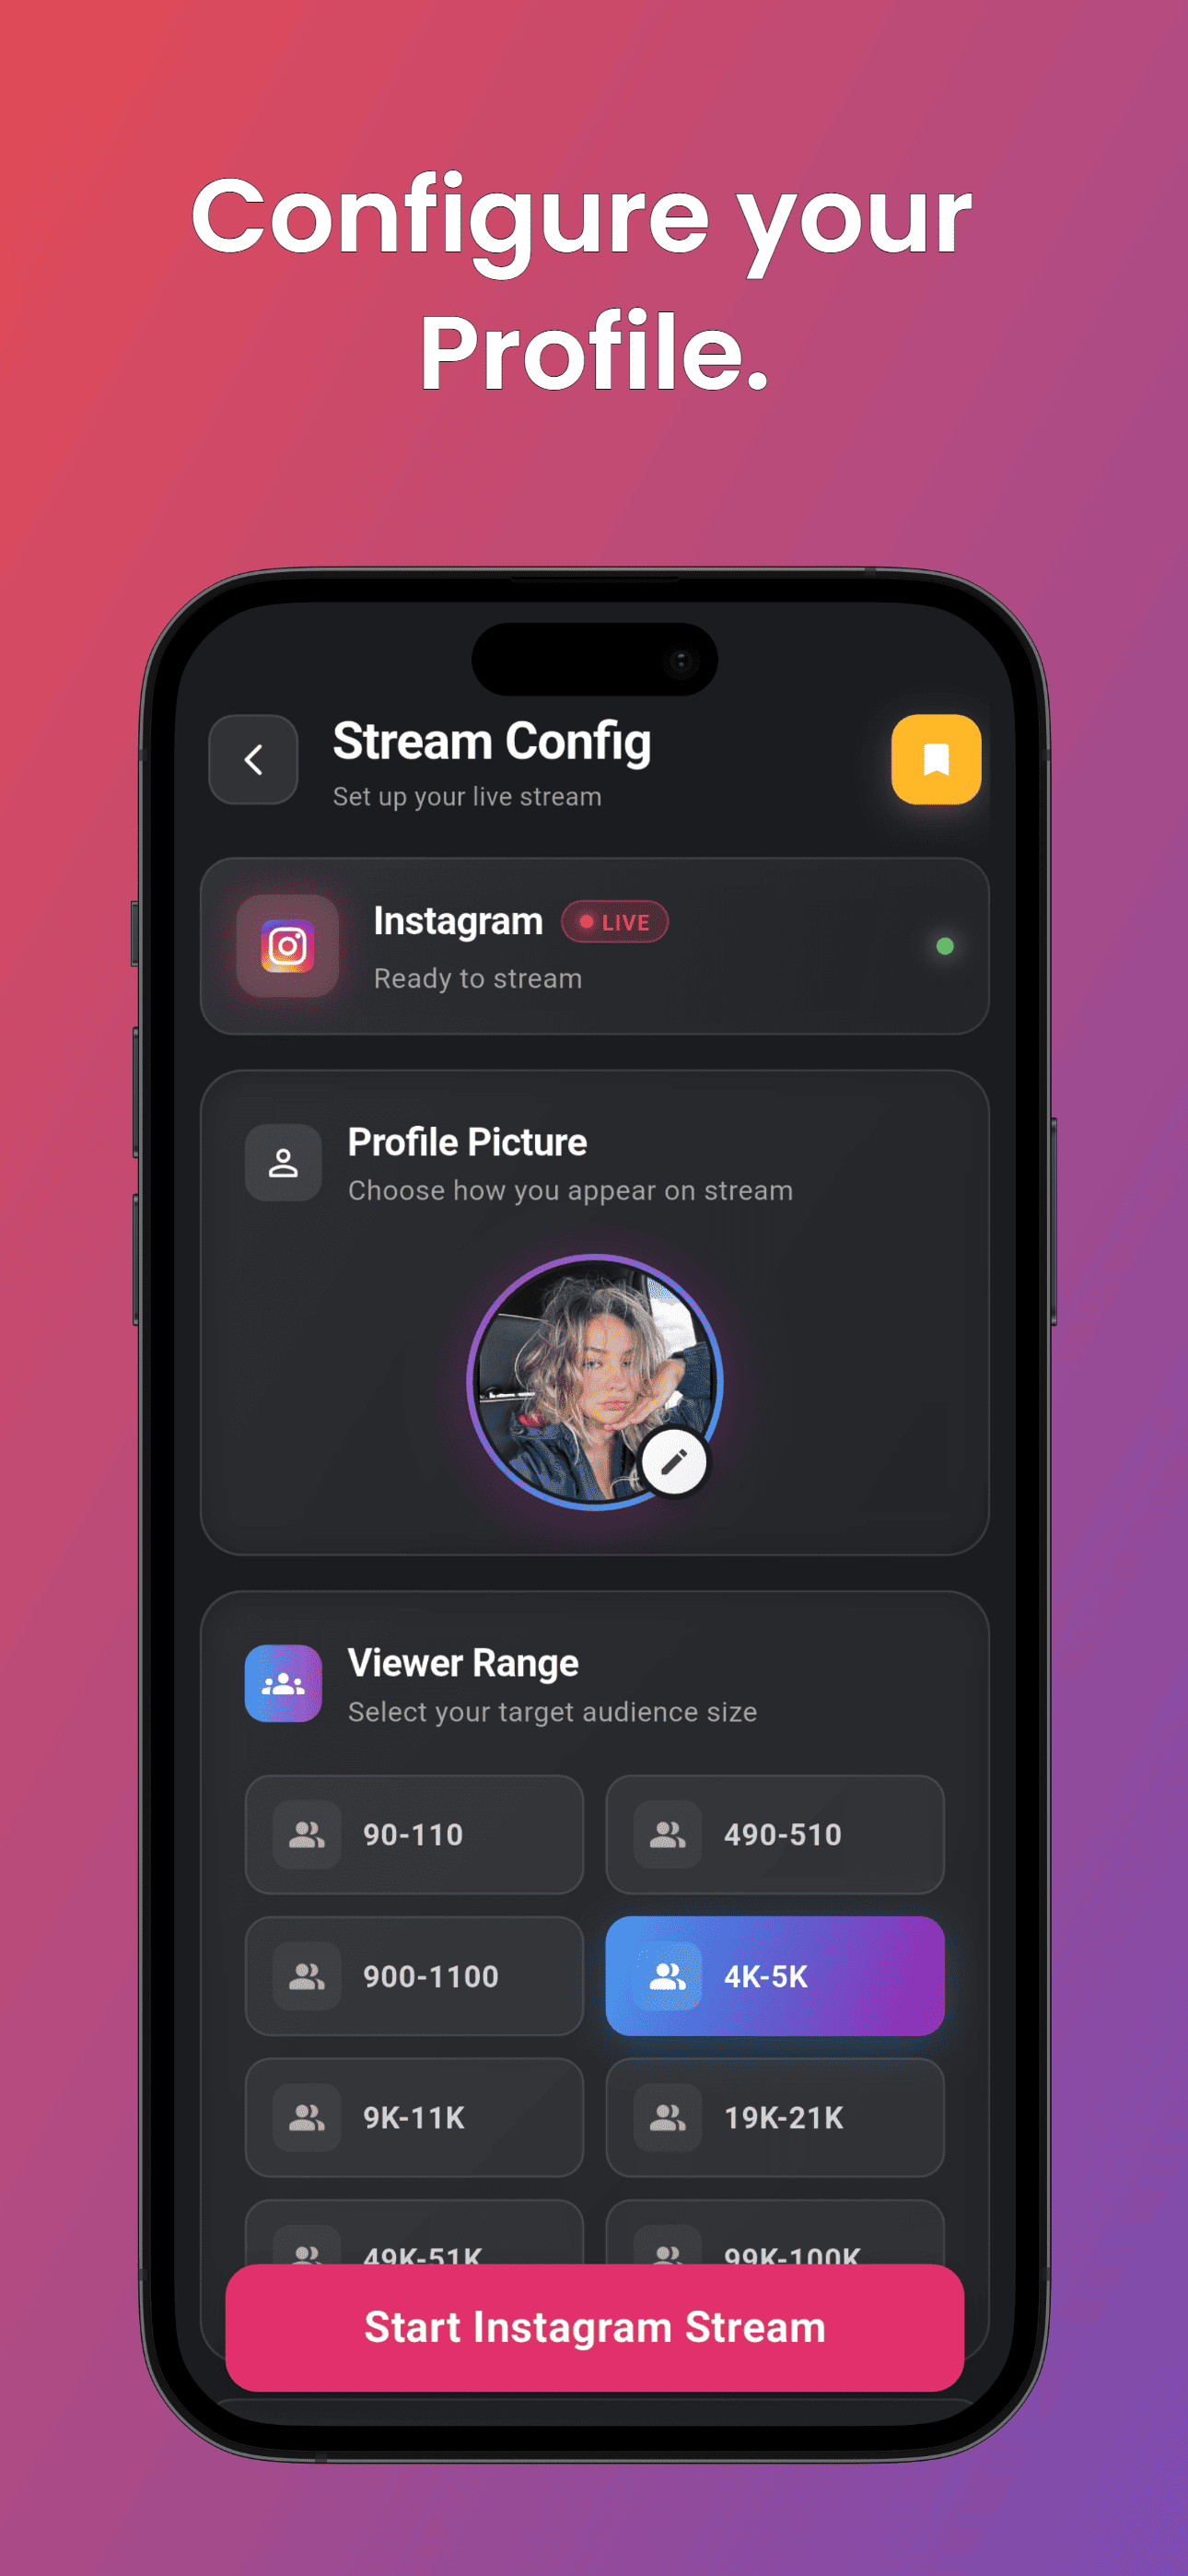 Configure your
Profile.
Stream Config
Set up your live stream
Instagram
LIVE
Ready to stream
Profile Picture
Choose how you appear on stream
Viewer Range
Select your target audience size
90-110
490-510
900-1100
4K-5K
9K-11K
19K-21K
49K-51K
99K-100K
Start Instagram Stream